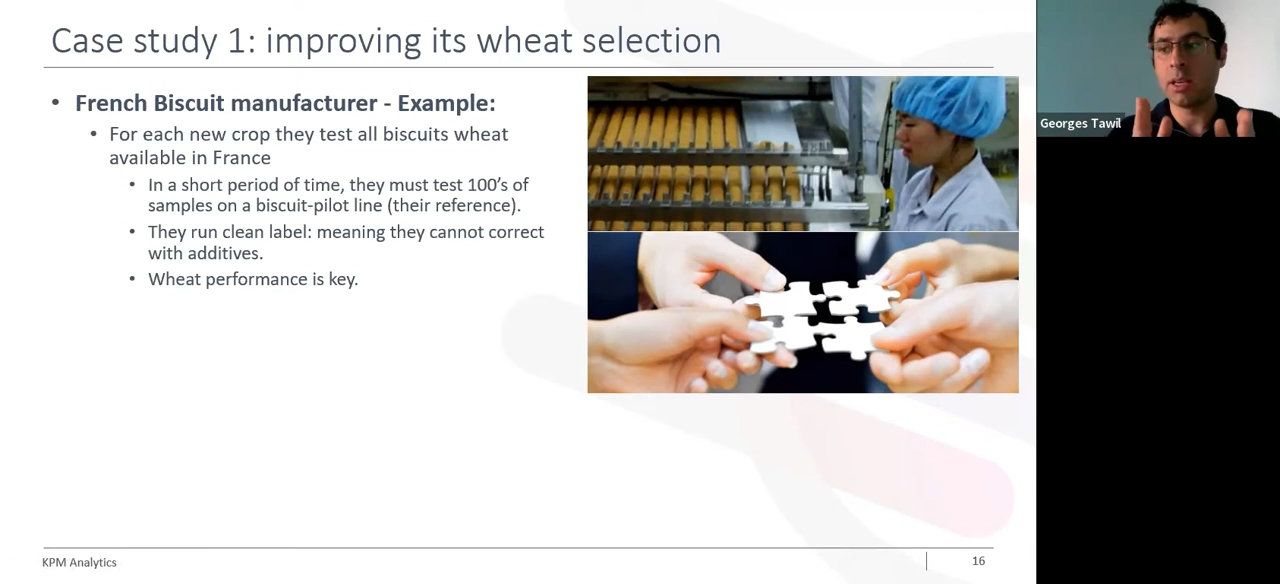 Case study 1: improving its wheat selection
• French Biscuit manufacturer - Example:
• For each new crop they test all biscuits wheat
available in France
• In a short period of time, they must test 100's of
samples on a biscuit-pilot line (their reference).
• They run clean label: meaning they cannot correct
with additives.
• Wheat performance is key.
Georges Tawil
KPM Analytics
16